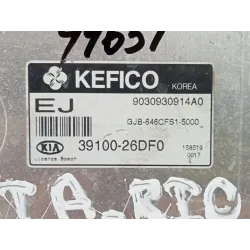 KEFICO
KOREA
EJ
9030930914A0
GJB-646CFS1-5000
KIA
39100-26DF0
License Bosch
158519
0017